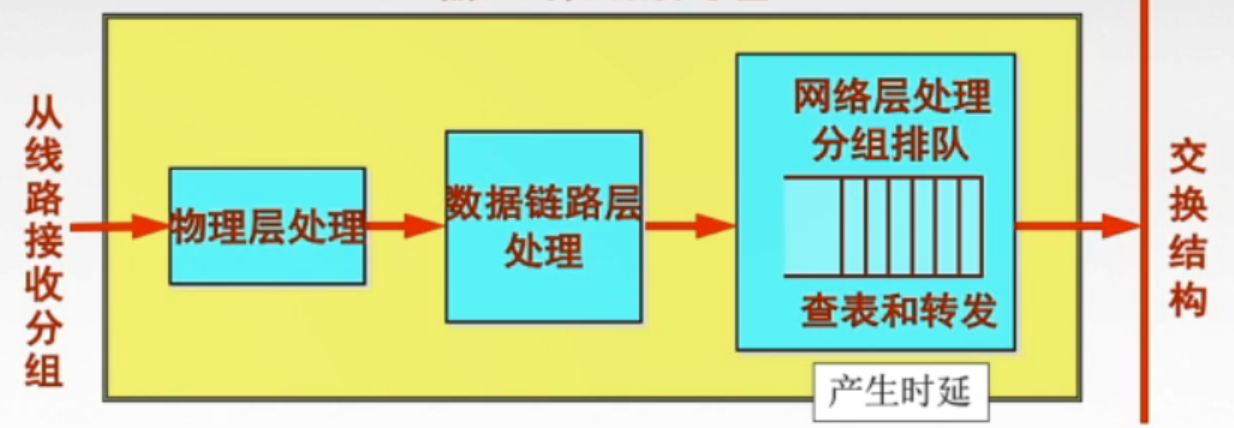 从线路接收分组
物理层处理
数据链路层
处理
网络层处理
分组排队
查表和转发
产生时延
交换结构